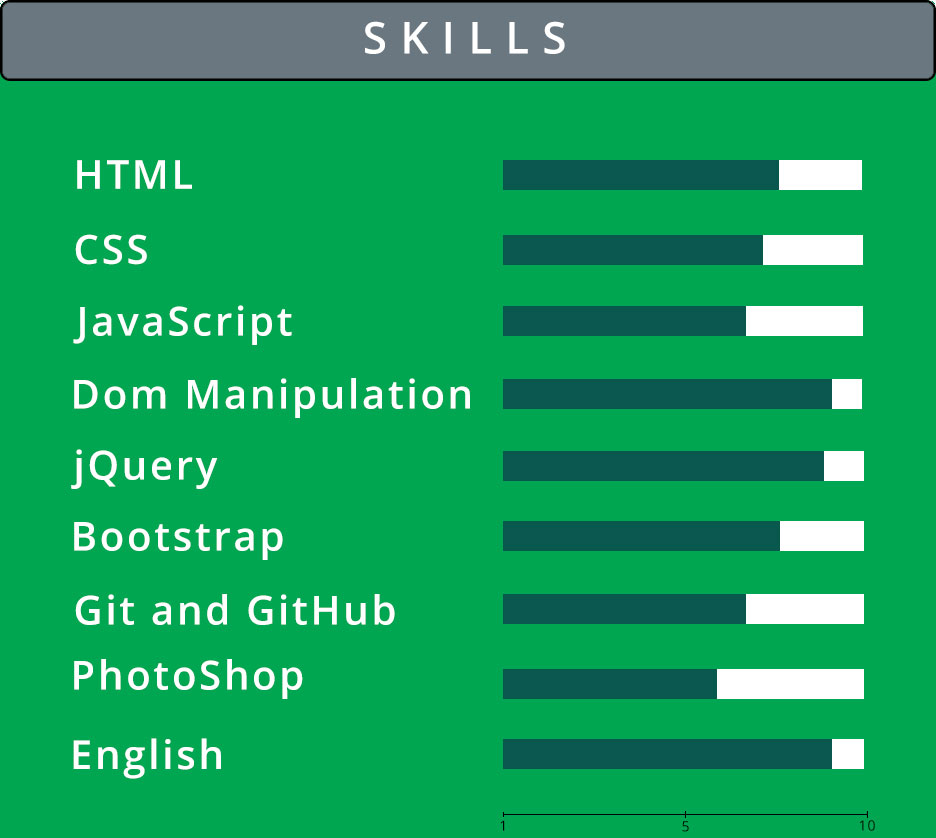 SKILLS
HTML
CSS
JavaScript
Dom Manipulation
jQuery
Bootstrap
Git and GitHub
PhotoShop
English
1 5 10